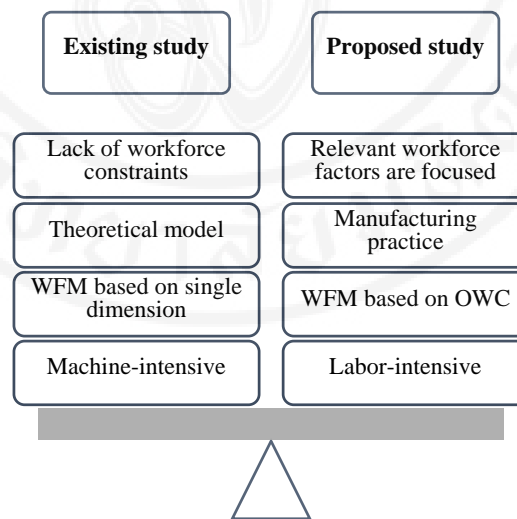 Existing study
Proposed study
Lack of workforce
constraints
Relevant workforce
factors are focused
Theoretical model
Manufacturing
practice
WFM based on single
dimension
WFM based on OWC
Machine-intensive
Labor-intensive